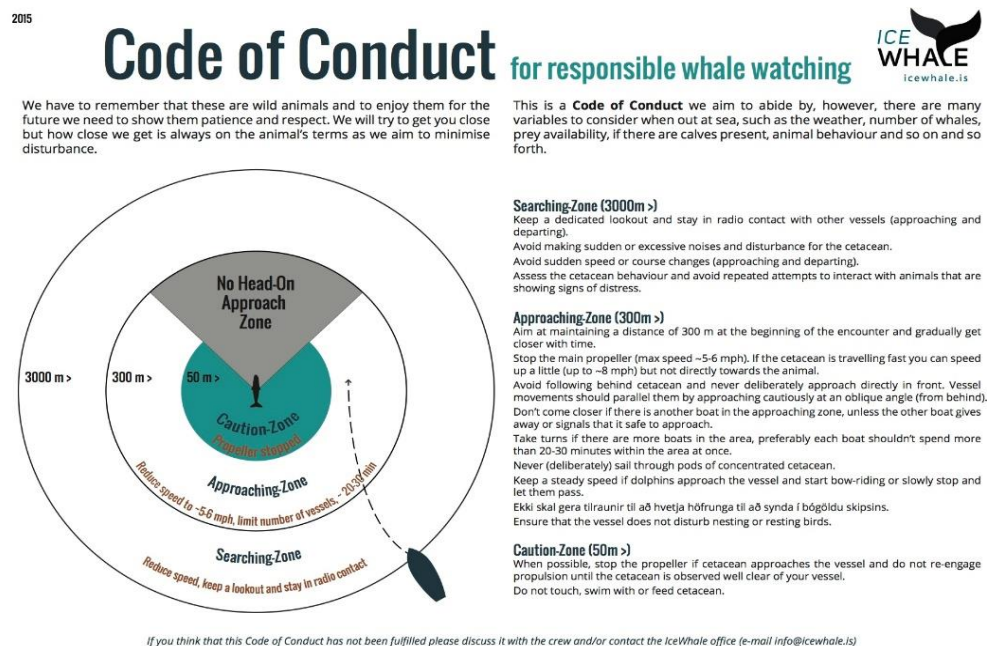 2015
Code of Conduct for responsible whale watching
ICE
WHALE
icewhale.is
We have to remember that these are wild animals and to enjoy them for the
future we need to show them patience and respect. We will try to get you close
but how close we get is always on the animal's terms as we aim to minimise
disturbance.
This is a Code of Conduct we aim to abide by, however, there are many
variables to consider when out at sea, such as the weather, number of whales,
prey availability, if there are calves present, animal behaviour and so on and so
forth.
No Head-On
Approach
Zone
3000 m >
300 m >
50 m >
Caution-Zone
Propeller stopped
Approaching-Zone
Reduce speed to ~5-6 mph, limit number of vessels, ~ 20-30 min
Searching-Zone
Reduce speed, keep a lookout and stay in radio contact
Searching-Zone (3000m >)
Keep a dedicated lookout and stay in radio contact with other vessels (approaching and
departing).
Avoid making sudden or excessive noises and disturbance for the cetacean.
Avoid sudden speed or course changes (approaching and departing).
Assess the cetacean behaviour and avoid repeated attempts to interact with animals that are
showing signs of distress.
Approaching-Zone (300m >)
Aim at maintaining a distance of 300 m at the beginning of the encounter and gradually get
closer with time.
Stop the main propeller (max speed ~5-6 mph). If the cetacean is travelling fast you can speed
up a little (up to ~8 mph) but not directly towards the animal.
Avoid following behind cetacean and never deliberately approach directly in front. Vessel
movements should parallel them by approaching cautiously at an oblique angle (from behind).
Don't come closer if there is another boat in the approaching zone, unless the other boat gives
away or signals that it safe to approach.
Take turns if there are more boats in the area, preferably each boat shouldn't spend more
than 20-30 minutes within the area at once.
Never (deliberately) sail through pods of concentrated cetacean.
Keep a steady speed if dolphins approach the vessel and start bow-riding or slowly stop and
let them pass.
Ekki skal gera tilraunir til að hvetja höfrunga til að synda í bógöldu skipsins.
Ensure that the vessel does not disturb nesting or resting birds.
Caution-Zone (50m >)
When possible, stop the propeller if cetacean approaches the vessel and do not re-engage
propulsion until the cetacean is observed well clear of your vessel.
Do not touch, swim with or feed cetacean.
If you think that this Code of Conduct has not been fulfilled please discuss it with the crew and/or contact the IceWhale office (e-mail info@icewhale.is)